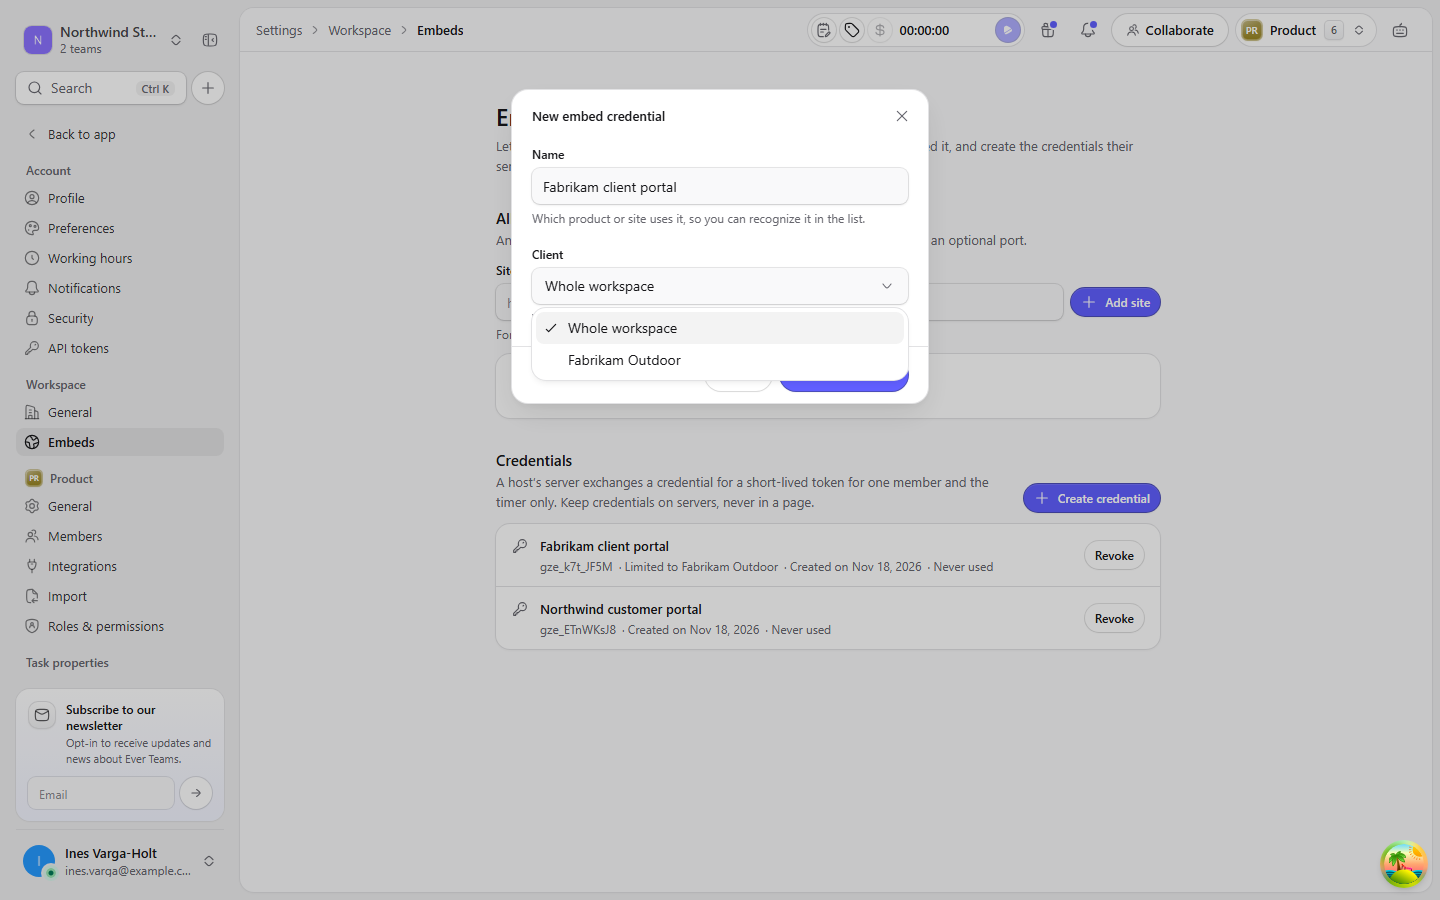 N
Northwind St...
2 teams
Search
Ctrl K
Back to app
Account
Profile
Preferences
Working hours
Notifications
Security
API tokens
Workspace
General
Embeds
PR
Product
General
Members
Integrations
Import
Roles & permissions
Task properties
Subscribe to our
newsletter
Opt-in to receive updates and
news about Ever Teams.
Email
I
Ines Varga-Holt
ines.varga@example.c...
Settings
Workspace
Embeds
00:00:00
Collaborate
PR
Product
6
d it, and create the credentials their
an optional port.
Add site
New embed credential
Name
Fabrikam client portal
Which product or site uses it, so you can recognize it in the list.
Client
Whole workspace
Whole workspace
Fabrikam Outdoor
Credentials
A host's server exchanges a credential for a short-lived token for one member and the
timer only. Keep credentials on servers, never in a page.
Create credential
Fabrikam client portal
gze_k7t_JF5M · Limited to Fabrikam Outdoor · Created on Nov 18, 2026 · Never used
Revoke
Northwind customer portal
gze_ETnWKsJ8 · Created on Nov 18, 2026 · Never used
Revoke